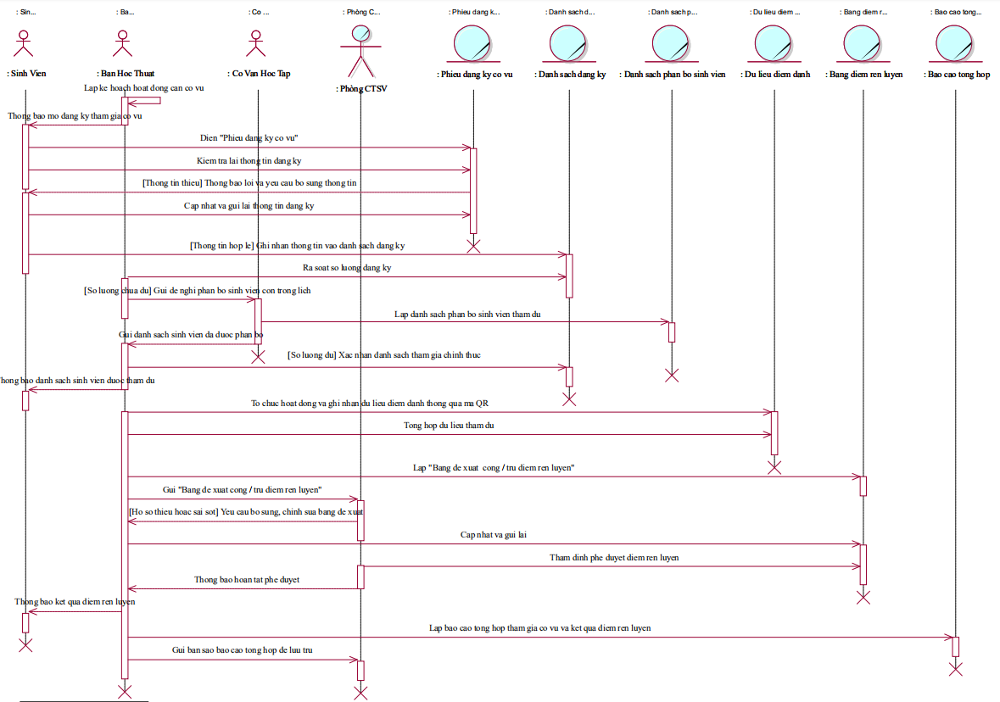 : Sin...
: Ba...
: Co ...
: Phòng C...
: Phieu dang k...
: Danh sach d...
: Danh sach p...
: Du lieu diem ...
: Bang diem r...
: Bao cao tong...
: Sinh Vien
: Ban Hoc Thuat
: Co Van Hoc Tap
: Phòng CTSV
: Phieu dang ky co vu
: Danh sach dang ky
: Danh sach phan bo sinh vien
: Du lieu diem danh
: Bang diem ren luyen
: Bao cao tong hop
Lap ke hoach hoat dong can co vu
Thong bao mo dang ky tham gia co vu
Dien "Phieu dang ky co vu"
Kiem tra lai thong tin dang ky
[Thong tin thieu] Thong bao loi va yeu cau bo sung thong tin
Cap nhat va gui lai thong tin dang ky
[Thong tin hop le] Ghi nhan thong tin vao danh sach dang ky
Ra soat so luong dang ky
[So luong chua du] Gui de nghi phan bo sinh vien con trong lich
Lap danh sach phan bo sinh vien tham du
Gui danh sach sinh vien da duoc phan bo
[So luong du] Xac nhan danh sach tham gia chinh thuc
hong bao danh sach sinh vien duoc tham du
To chuc hoat dong va ghi nhan du lieu diem danh thong qua ma QR
Tong hop du lieu tham du
Lap "Bang de xuat cong / tru diem ren luyen"
Gui "Bang de xuat cong / tru diem ren luyen"
[Ho so thieu hoac sai sot] Yeu cau bo sung, chinh sua bang de xuat
Cap nhat va gui lai
Tham dinh phe duyet diem ren luyen
Thong bao hoan tat phe duyet
Thong bao ket qua diem ren luyen
Lap bao cao tong hop tham gia co vu va ket qua diem ren luyen
Gui ban sao bao cao tong hop de luu tru